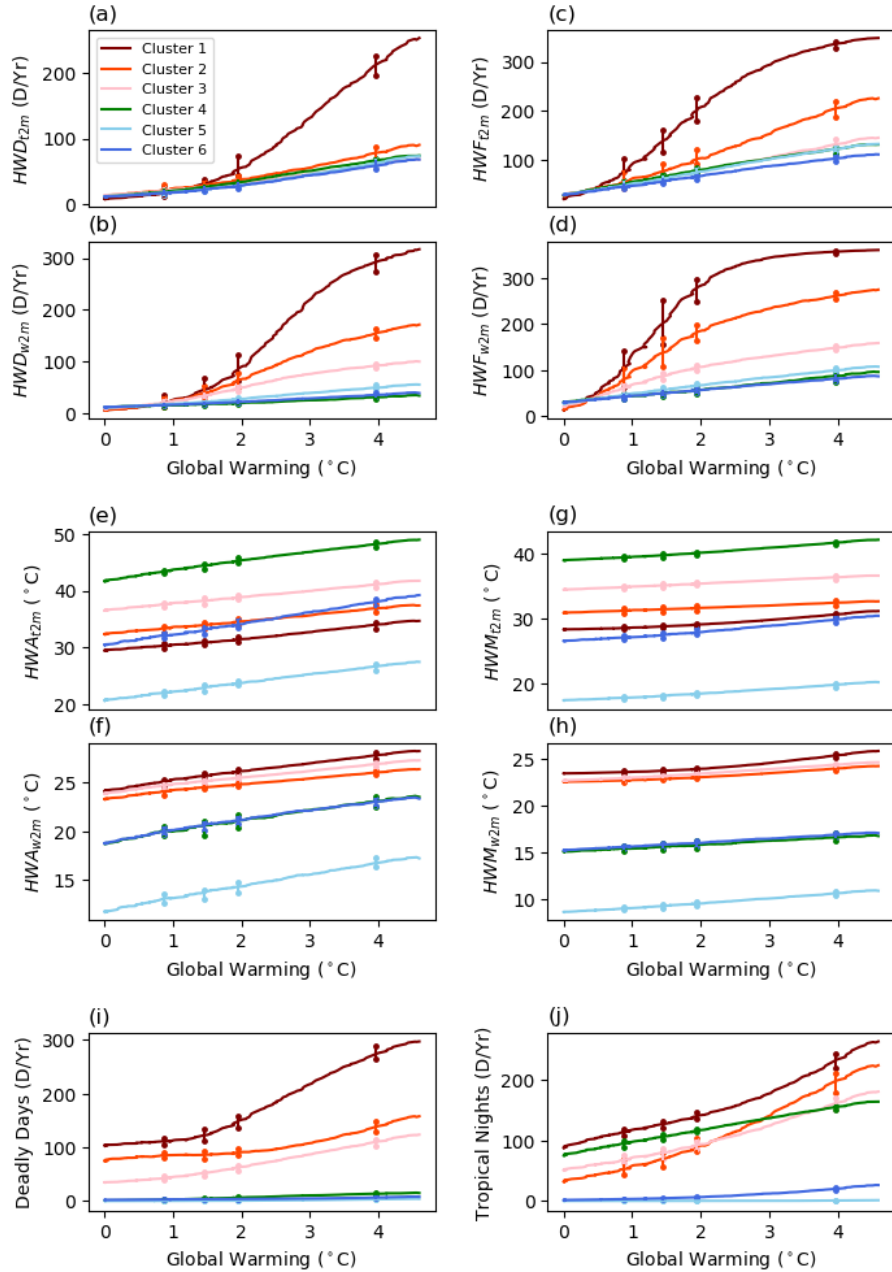 (a)
HWD_t2m (D/Yr)
200
100
0
Cluster 1
Cluster 2
Cluster 3
Cluster 4
Cluster 5
Cluster 6
(c)
HWF_t2m (D/Yr)
300
200
100
(b)
HWD_w2m (D/Yr)
300
200
100
0
0 1 2 3 4
Global Warming (°C)
(d)
HWF_w2m (D/Yr)
300
200
100
0
0 1 2 3 4
Global Warming (°C)
(e)
HWA_t2m (°C)
50
40
30
20
(g)
HWM_t2m (°C)
40
30
20
(f)
HWA_w2m (°C)
25
20
15
0 1 2 3 4
Global Warming (°C)
(h)
HWM_w2m (°C)
25
20
15
10
0 1 2 3 4
Global Warming (°C)
(i)
Deadly Days (D/Yr)
300
200
100
0
0 1 2 3 4
Global Warming (°C)
(j)
Tropical Nights (D/Yr)
200
100
0
0 1 2 3 4
Global Warming (°C)